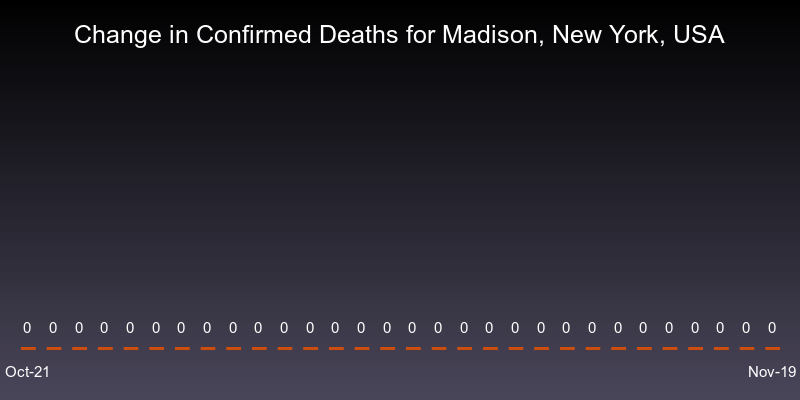 Change in Confirmed Deaths for Madison, New York, USA
0 0 0 0 0 0 0 0 0 0 0 0 0 0 0 0 0 0 0 0 0 0 0 0 0 0 0 0 0 0
Oct-21 Nov-19